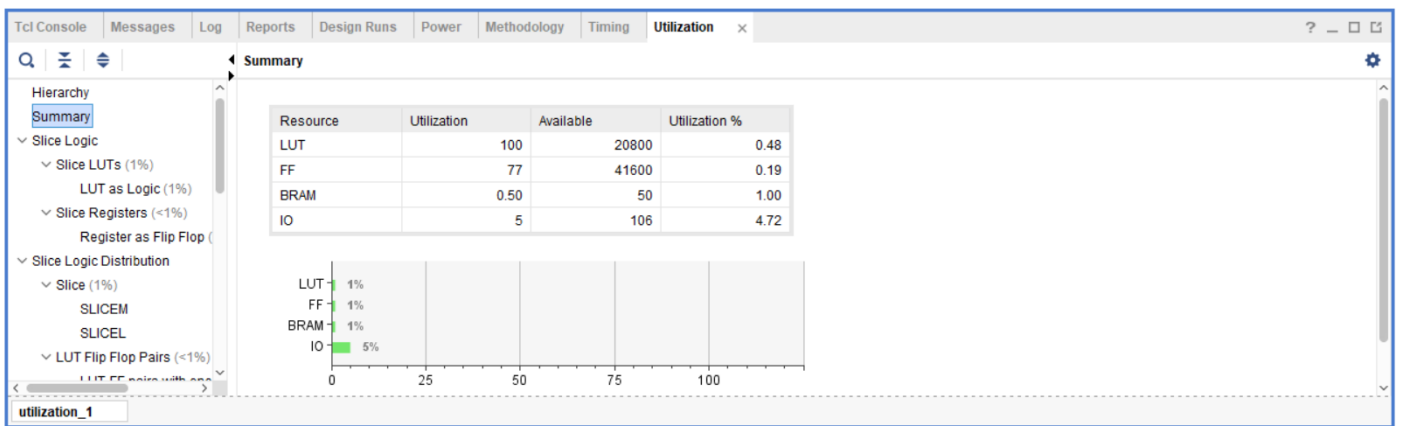 Tcl Console Messages Log Reports Design Runs Power Methodology Timing Utilization × ? _
Summary
Hierarchy
Summary
Slice Logic
Slice LUTs (1%)
LUT as Logic (1%)
Slice Registers (<1%)
Register as Flip Flop (
Slice Logic Distribution
Slice (1%)
SLICEM
SLICEL
LUT Flip Flop Pairs (<1%)
Resource Utilization Available Utilization %
LUT 100 20800 0.48
FF 77 41600 0.19
BRAM 0.50 50 1.00
IO 5 106 4.72
LUT 1%
FF 1%
BRAM 1%
IO 5%
0 25 50 75 100
utilization_1